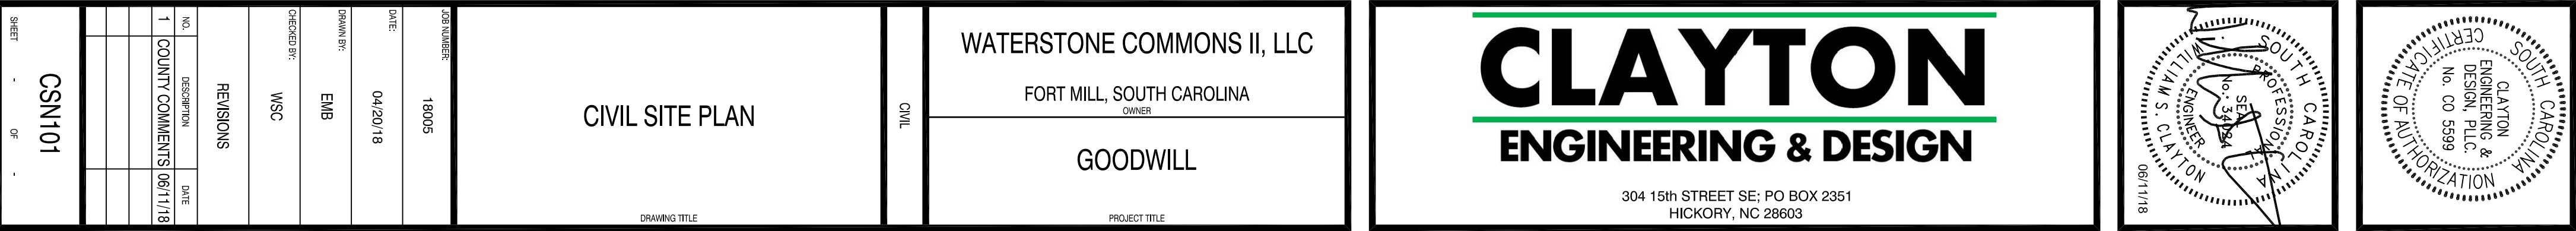 SHEET - OF -
CSN101
NO. DESCRIPTION DATE
1 COUNTY COMMENTS 06/11/18
REVISIONS
CHECKED BY:
WSC
DRAWN BY:
EMB
DATE:
04/20/18
JOB NUMBER:
18005
CIVIL SITE PLAN
DRAWING TITLE
CIVIL
WATERSTONE COMMONS II, LLC
FORT MILL, SOUTH CAROLINA
OWNER
GOODWILL
PROJECT TITLE
CLAYTON
ENGINEERING & DESIGN
304 15th STREET SE; PO BOX 2351
HICKORY, NC 28603
SOUTH CAROLINA
PROFESSIONAL
SEAL
No.: 34024
ENGINEER
WILLIAM S. CLAYTON
06/11/18
SOUTH CAROLINA
CLAYTON
ENGINEERING &
DESIGN, PLLC.
No. CO 5599
CERTIFICATE OF AUTHORIZATION